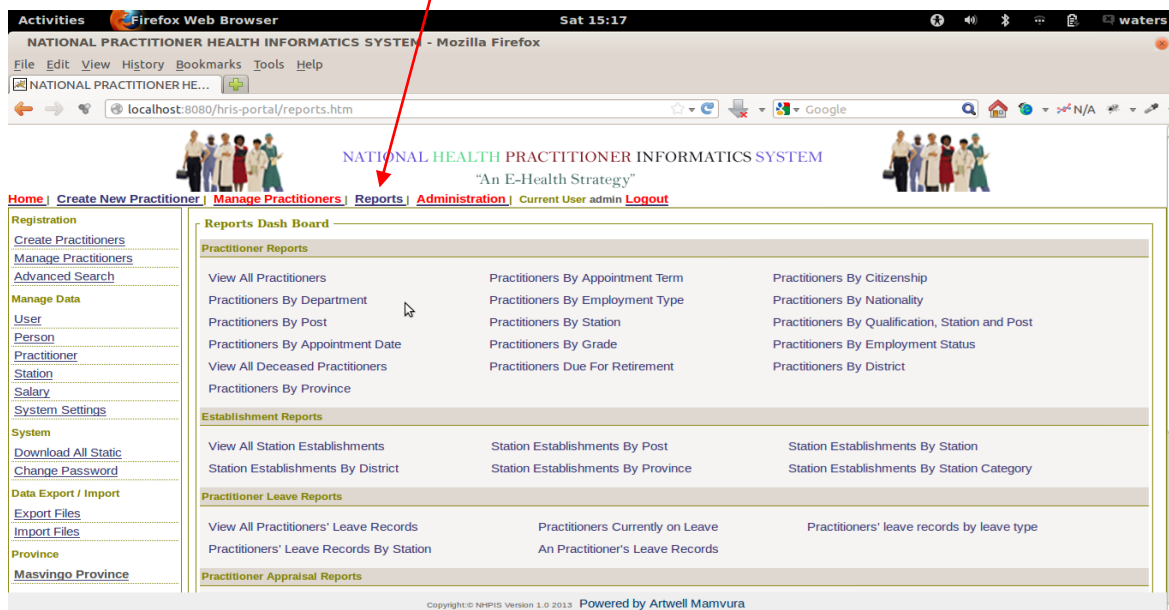 Activities Firefox Web Browser Sat 15:17 waters
NATIONAL PRACTITIONER HEALTH INFORMATICS SYSTEM - Mozilla Firefox
File Edit View History Bookmarks Tools Help
NATIONAL PRACTITIONER HE...
localhost:8080/hris-portal/reports.htm Google N/A
NATIONAL HEALTH PRACTITIONER INFORMATICS SYSTEM
“An E-Health Strategy”
Home | Create New Practitioner | Manage Practitioners | Reports | Administration | Current User admin Logout
Registration
Create Practitioners
Manage Practitioners
Advanced Search
Manage Data
User
Person
Practitioner
Station
Salary
System Settings
System
Download All Static
Change Password
Data Export / Import
Export Files
Import Files
Province
Masvingo Province
Reports Dash Board
Practitioner Reports
View All Practitioners Practitioners By Appointment Term Practitioners By Citizenship
Practitioners By Department Practitioners By Employment Type Practitioners By Nationality
Practitioners By Post Practitioners By Station Practitioners By Qualification, Station and Post
Practitioners By Appointment Date Practitioners By Grade Practitioners By Employment Status
View All Deceased Practitioners Practitioners Due For Retirement Practitioners By District
Practitioners By Province
Establishment Reports
View All Station Establishments Station Establishments By Post Station Establishments By Station
Station Establishments By District Station Establishments By Province Station Establishments By Station Category
Practitioner Leave Reports
View All Practitioners' Leave Records Practitioners Currently on Leave Practitioners' leave records by leave type
Practitioners' Leave Records By Station An Practitioner's Leave Records
Practitioner Appraisal Reports
Copyright:© NHPIS Version 1.0 2013 Powered by Artwell Mamvura